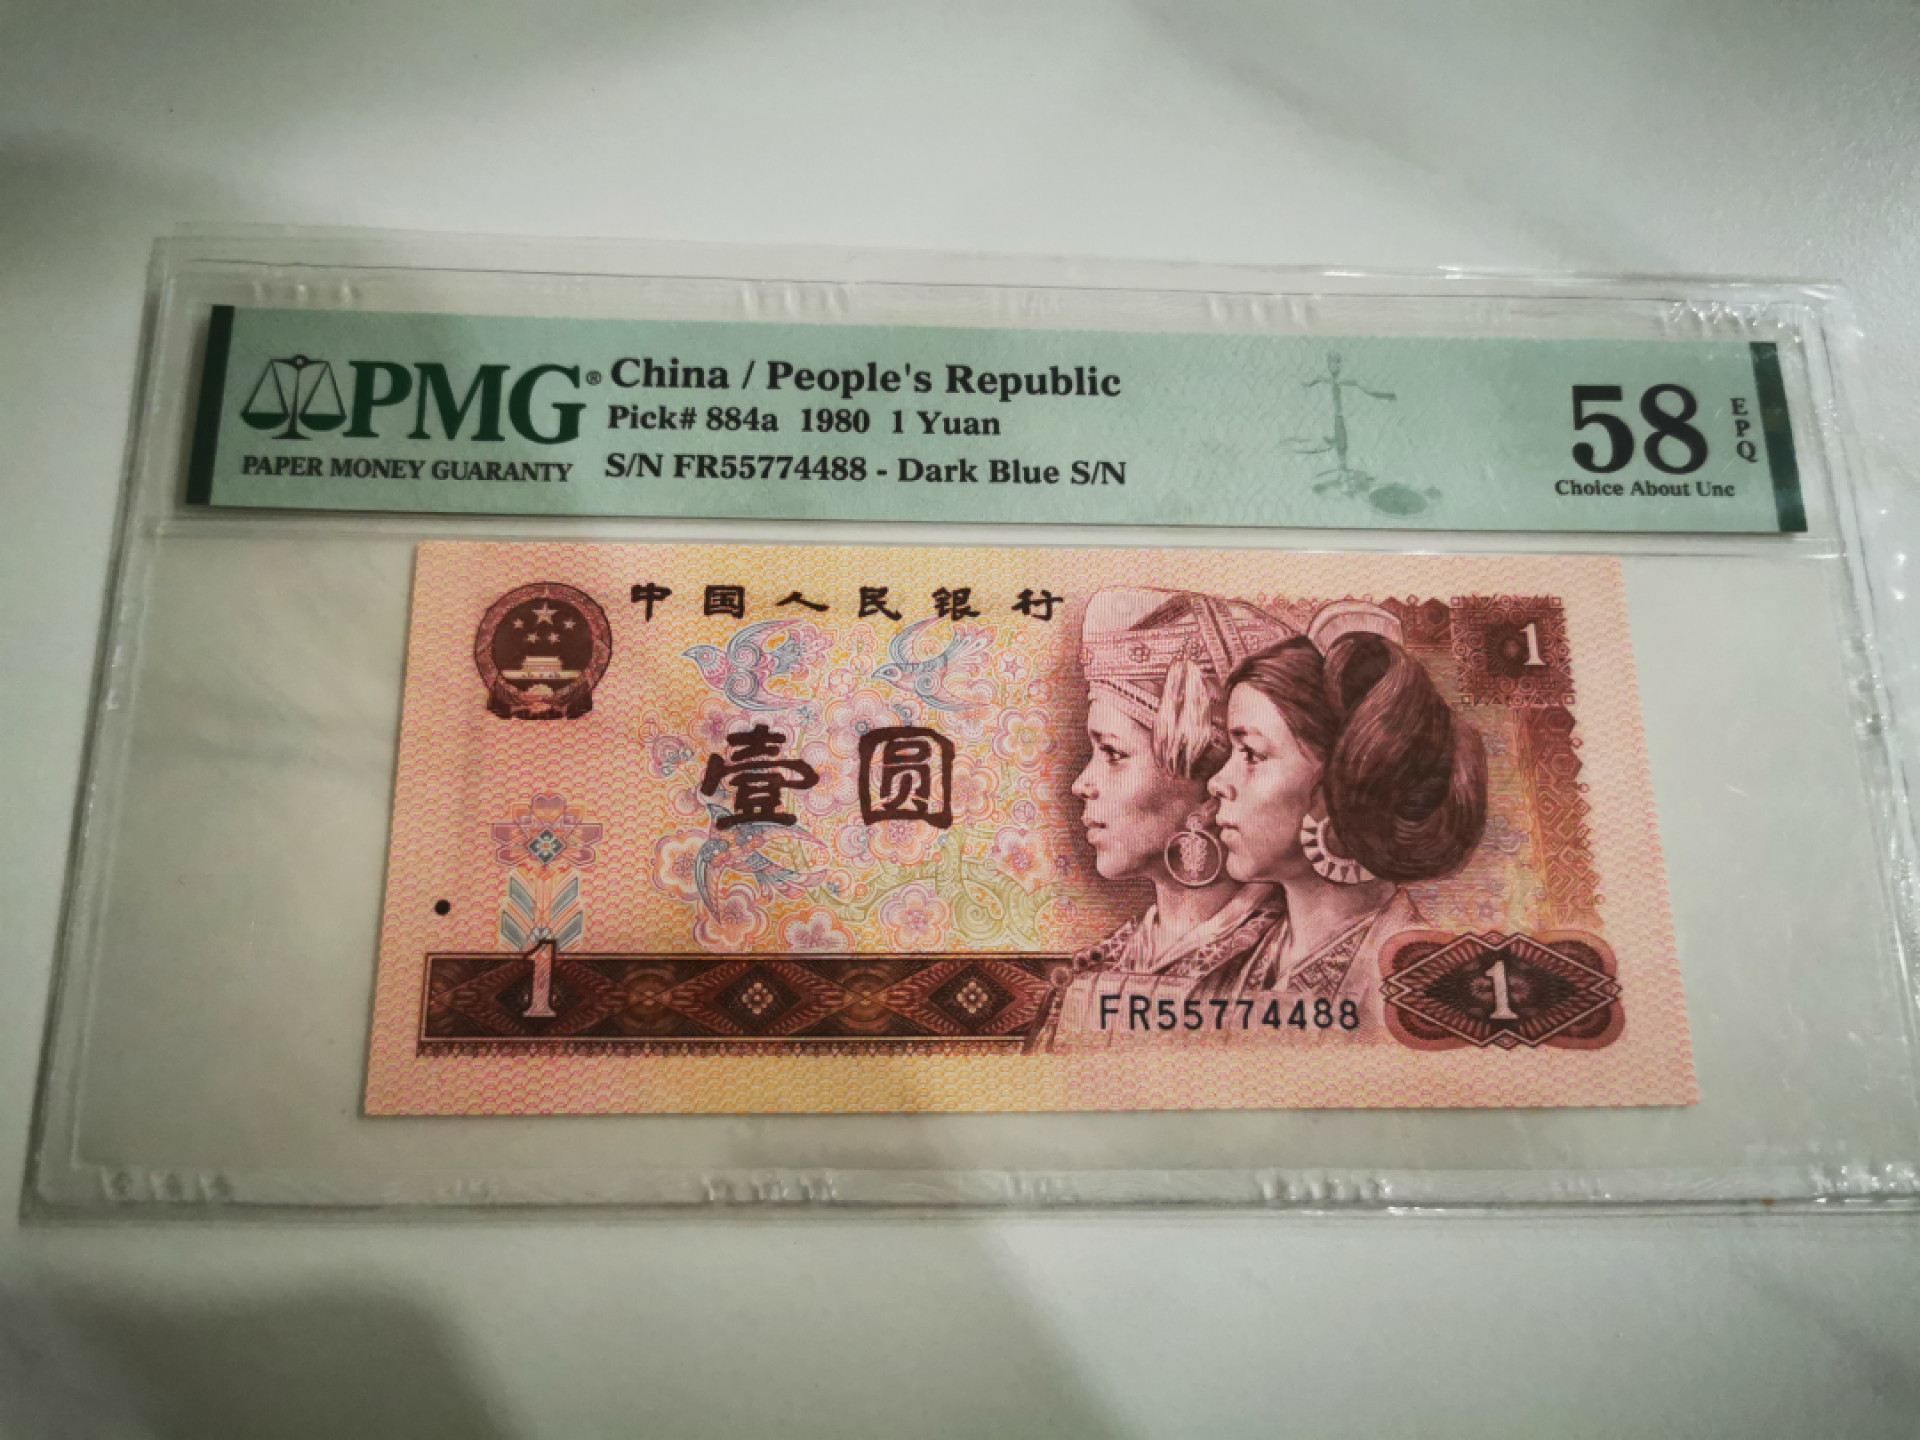 PMG® China / People's Republic
Pick# 884a 1980 1 Yuan
PAPER MONEY GUARANTY S/N FR55774488 - Dark Blue S/N
58 EPQ
Choice About Unc
中国人民银行
1
壹圆
1
FR55774488
1